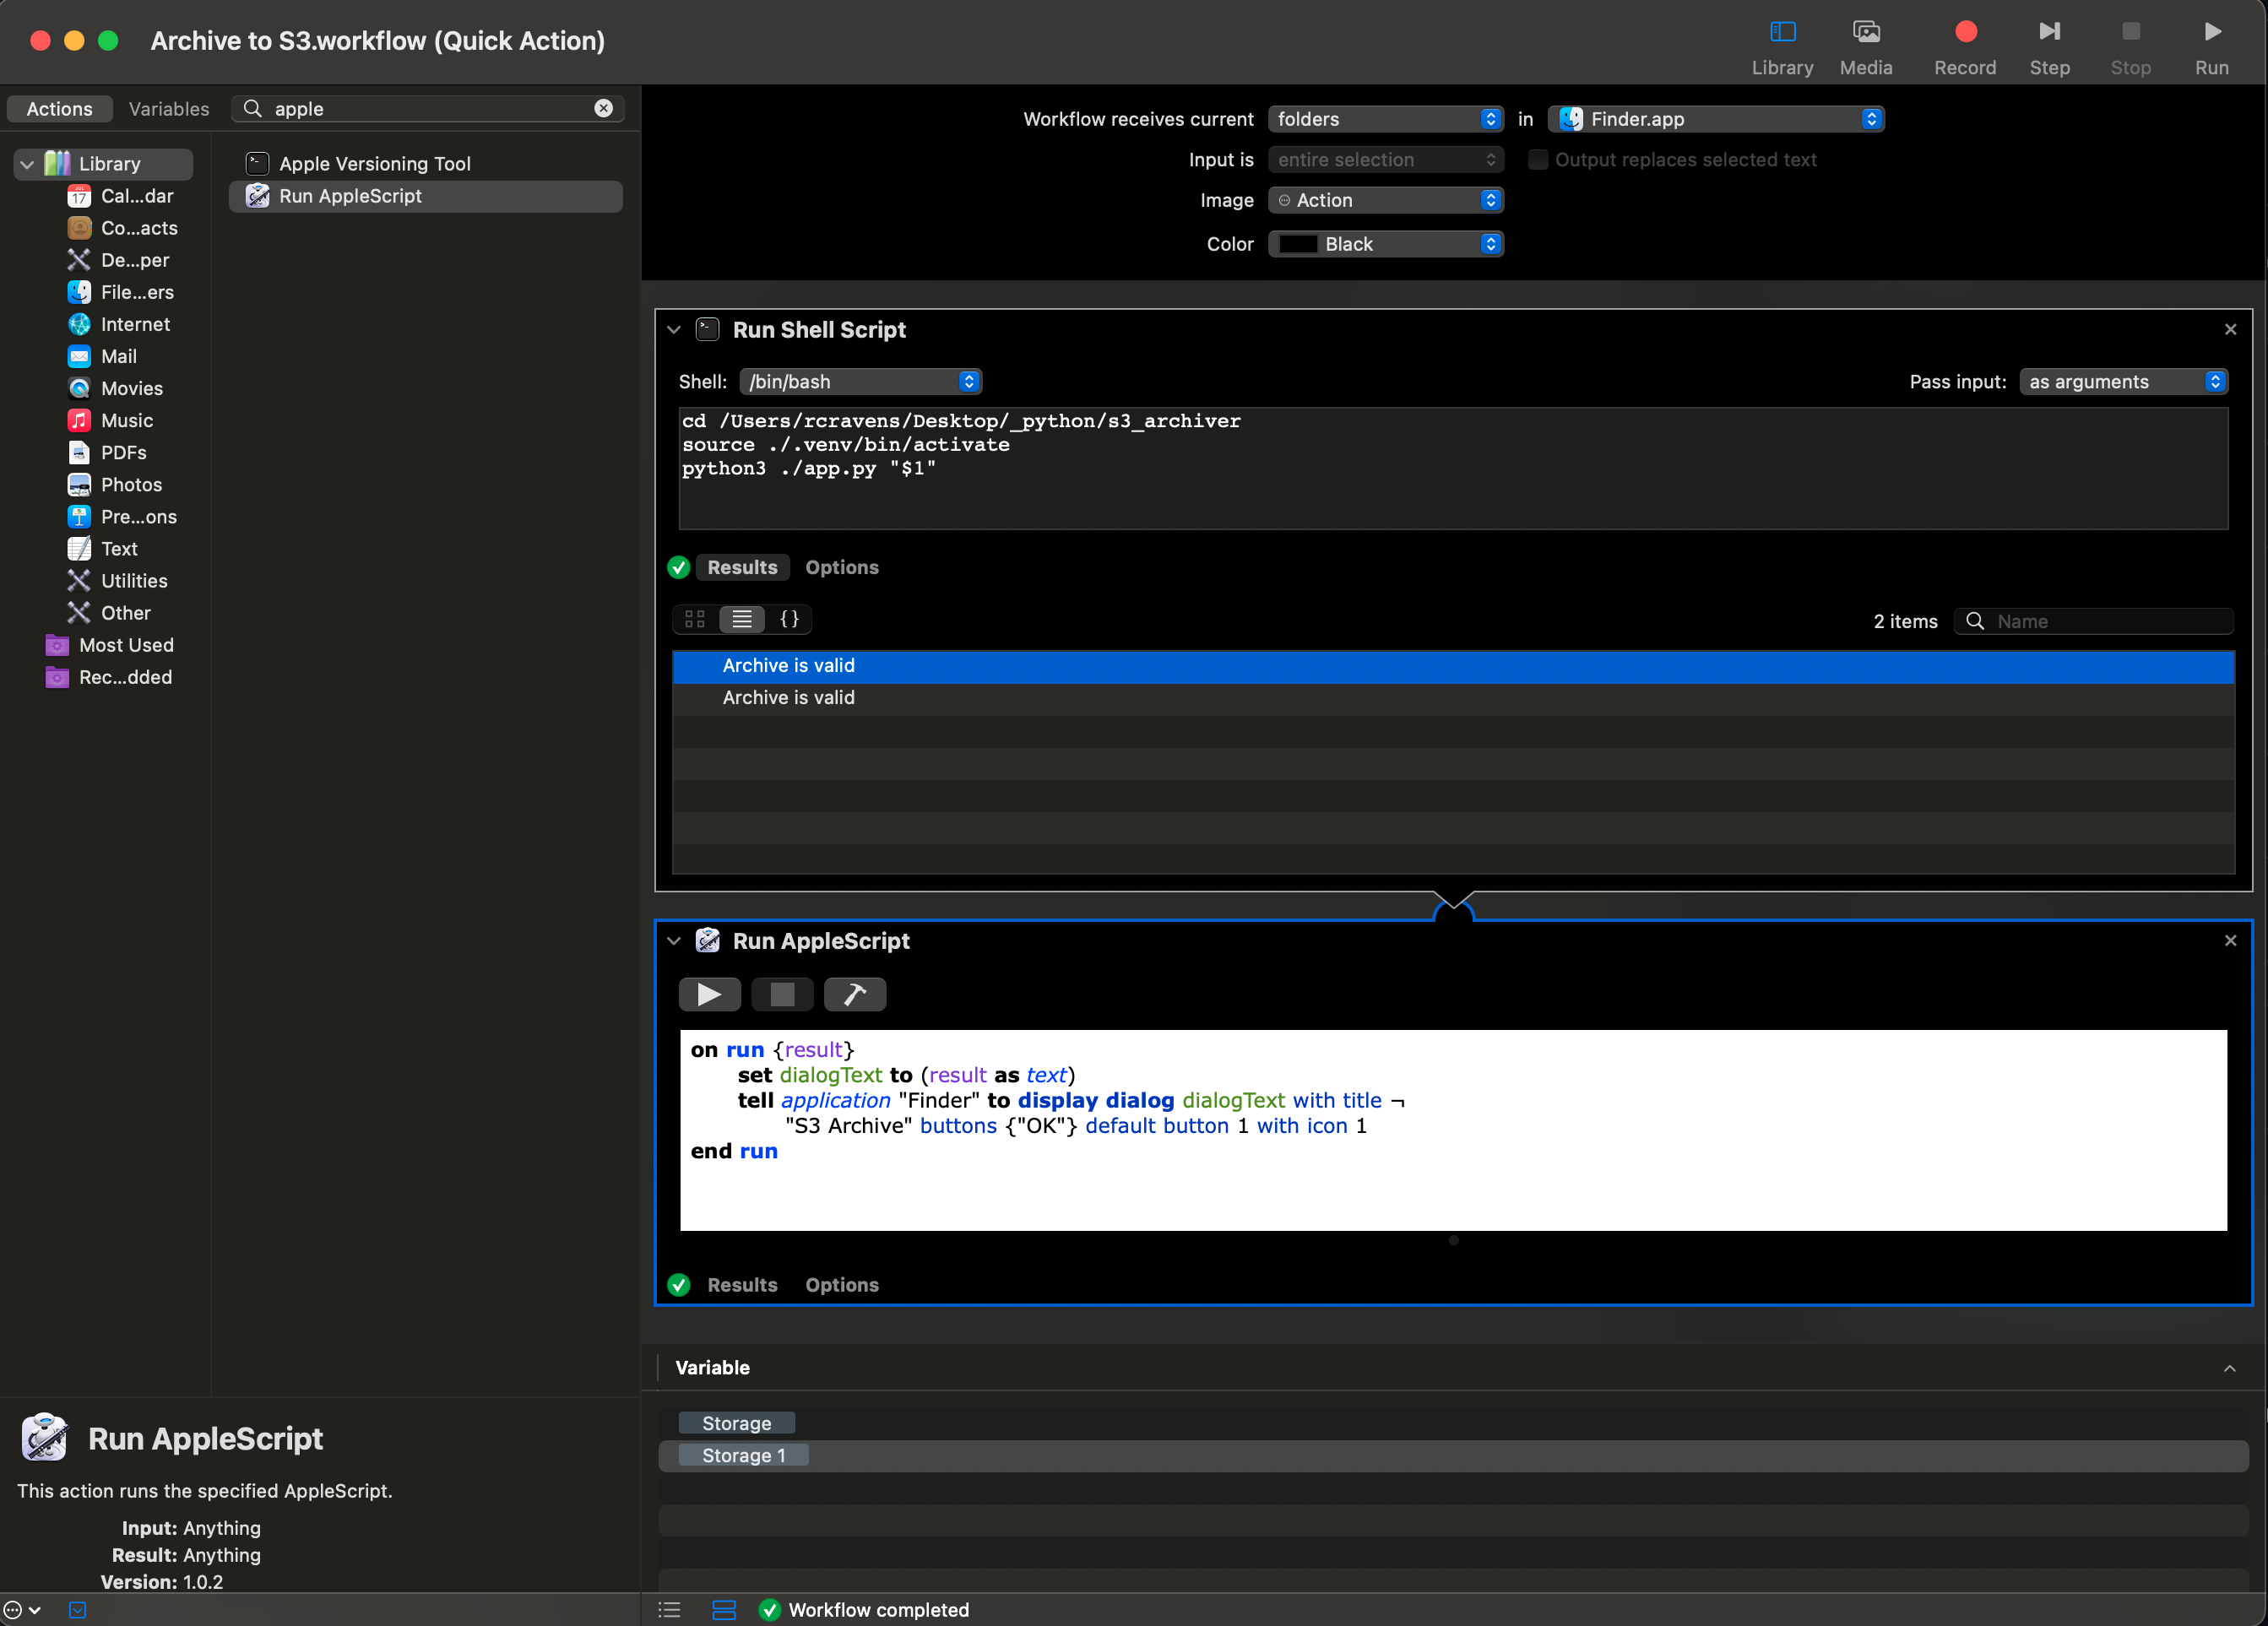 Archive to S3.workflow (Quick Action)
Library
Media
Record
Step
Stop
Run
Actions
Variables
apple
Library
Cal...dar
Co...acts
De...per
File...ers
Internet
Mail
Movies
Music
PDFs
Photos
Pre...ons
Text
Utilities
Other
Most Used
Rec...dded
Apple Versioning Tool
Run AppleScript
Run AppleScript
This action runs the specified AppleScript.
Input: Anything
Result: Anything
Version: 1.0.2
Workflow receives current folders in Finder.app
Input is entire selection Output replaces selected text
Image Action
Color Black
Run Shell Script
Shell: /bin/bash Pass input: as arguments
cd /Users/rcravens/Desktop/_python/s3_archiver
source ./.venv/bin/activate
python3 ./app.py "$1"
Results Options
{} 2 items Name
Archive is valid
Archive is valid
Run AppleScript
on run {result}
set dialogText to (result as text)
tell application "Finder" to display dialog dialogText with title ¬
"S3 Archive" buttons {"OK"} default button 1 with icon 1
end run
Results Options
Variable
Storage
Storage 1
Workflow completed